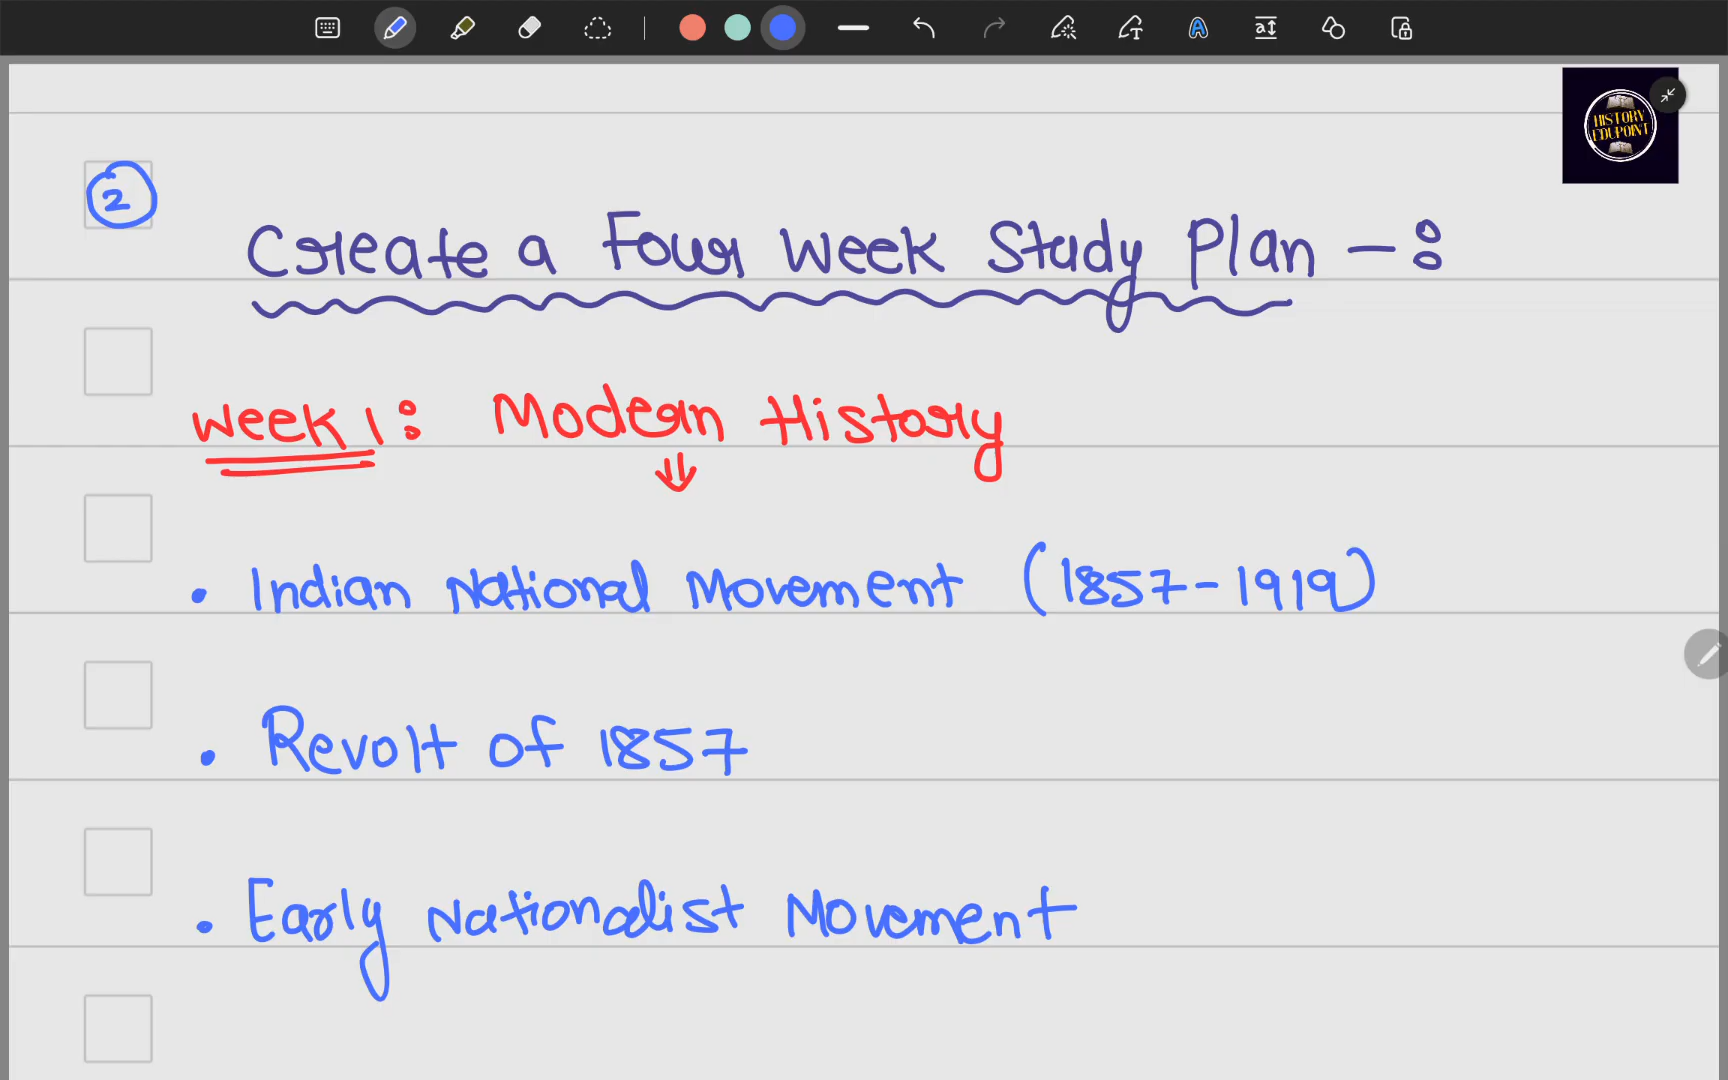 HISTORY
EDUPOINT
2
Create a Four Week Study Plan -:
Week 1: Modern History
• Indian National Movement (1857-1919)
• Revolt of 1857
• Early Nationalist Movement